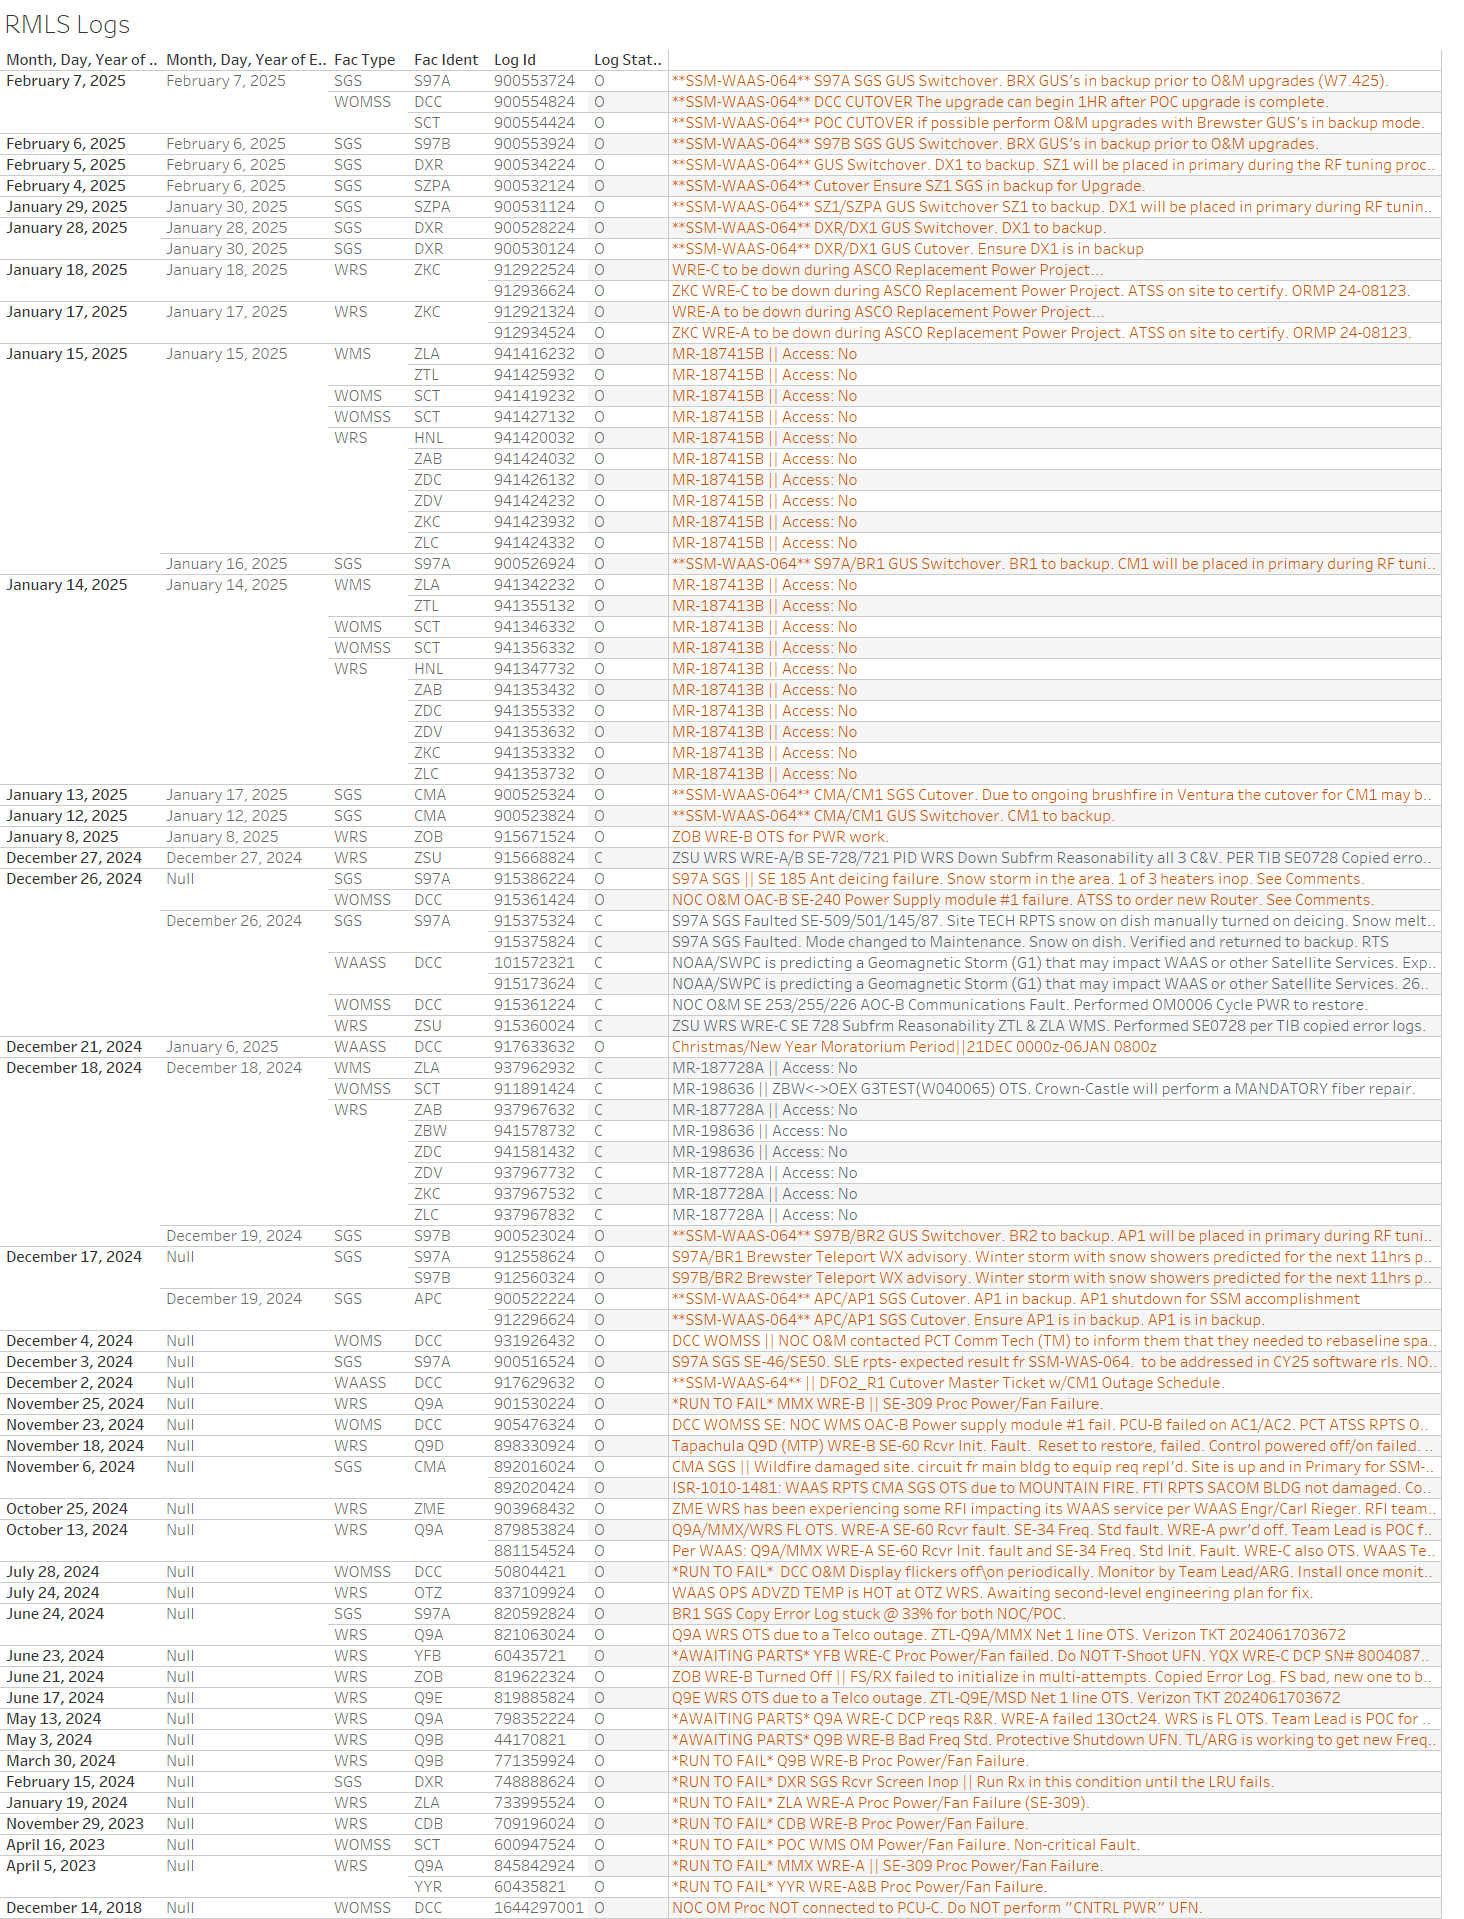 RMLS Logs
Month, Day, Year of .. Month, Day, Year of E.. Fac Type Fac Ident Log Id Log Stat..
February 7, 2025 February 7, 2025 SGS S97A 900553724 O **SSM-WAAS-064** S97A SGS GUS Switchover. BRX GUS's in backup prior to O&M upgrades (W7.425).
WOMSS DCC 900554824 O **SSM-WAAS-064** DCC CUTOVER The upgrade can begin 1HR after POC upgrade is complete.
SCT 900554424 O **SSM-WAAS-064** POC CUTOVER if possible perform O&M upgrades with Brewster GUS's in backup mode.
February 6, 2025 February 6, 2025 SGS S97B 900553924 O **SSM-WAAS-064** S97B SGS GUS Switchover. BRX GUS's in backup prior to O&M upgrades.
February 5, 2025 February 6, 2025 SGS DXR 900534224 O **SSM-WAAS-064** GUS Switchover. DX1 to backup. SZ1 will be placed in primary during the RF tuning proc..
February 4, 2025 February 6, 2025 SGS SZPA 900532124 O **SSM-WAAS-064** Cutover Ensure SZ1 SGS in backup for Upgrade.
January 29, 2025 January 30, 2025 SGS SZPA 900531124 O **SSM-WAAS-064** SZ1/SZPA GUS Switchover SZ1 to backup. DX1 will be placed in primary during RF tunin..
January 28, 2025 January 28, 2025 SGS DXR 900528224 O **SSM-WAAS-064** DXR/DX1 GUS Switchover. DX1 to backup.
January 30, 2025 SGS DXR 900530124 O **SSM-WAAS-064** DXR/DX1 GUS Cutover. Ensure DX1 is in backup
January 18, 2025 January 18, 2025 WRS ZKC 912922524 O WRE-C to be down during ASCO Replacement Power Project...
912936624 O ZKC WRE-C to be down during ASCO Replacement Power Project. ATSS on site to certify. ORMP 24-08123.
January 17, 2025 January 17, 2025 WRS ZKC 912921324 O WRE-A to be down during ASCO Replacement Power Project...
912934524 O ZKC WRE-A to be down during ASCO Replacement Power Project. ATSS on site to certify. ORMP 24-08123.
January 15, 2025 January 15, 2025 WMS ZLA 941416232 O MR-187415B || Access: No
ZTL 941425932 O MR-187415B || Access: No
WOMS SCT 941419232 O MR-187415B || Access: No
WOMSS SCT 941427132 O MR-187415B || Access: No
WRS HNL 941420032 O MR-187415B || Access: No
ZAB 941424032 O MR-187415B || Access: No
ZDC 941426132 O MR-187415B || Access: No
ZDV 941424232 O MR-187415B || Access: No
ZKC 941423932 O MR-187415B || Access: No
ZLC 941424332 O MR-187415B || Access: No
January 16, 2025 SGS S97A 900526924 O **SSM-WAAS-064** S97A/BR1 GUS Switchover. BR1 to backup. CM1 will be placed in primary during RF tuni..
January 14, 2025 January 14, 2025 WMS ZLA 941342232 O MR-187413B || Access: No
ZTL 941355132 O MR-187413B || Access: No
WOMS SCT 941346332 O MR-187413B || Access: No
WOMSS SCT 941356332 O MR-187413B || Access: No
WRS HNL 941347732 O MR-187413B || Access: No
ZAB 941353432 O MR-187413B || Access: No
ZDC 941355332 O MR-187413B || Access: No
ZDV 941353632 O MR-187413B || Access: No
ZKC 941353332 O MR-187413B || Access: No
ZLC 941353732 O MR-187413B || Access: No
January 13, 2025 January 17, 2025 SGS CMA 900525324 O **SSM-WAAS-064** CMA/CM1 SGS Cutover. Due to ongoing brushfire in Ventura the cutover for CM1 may b..
January 12, 2025 January 12, 2025 SGS CMA 900523824 O **SSM-WAAS-064** CMA/CM1 GUS Switchover. CM1 to backup.
January 8, 2025 January 8, 2025 WRS ZOB 915671524 O ZOB WRE-B OTS for PWR work.
December 27, 2024 December 27, 2024 WRS ZSU 915668824 C ZSU WRS WRE-A/B SE-728/721 PID WRS Down Subfrm Reasonability all 3 C&V. PER TIB SE0728 Copied erro..
December 26, 2024 Null SGS S97A 915386224 O S97A SGS || SE 185 Ant deicing failure. Snow storm in the area. 1 of 3 heaters inop. See Comments.
WOMSS DCC 915361424 O NOC O&M OAC-B SE-240 Power Supply module #1 failure. ATSS to order new Router. See Comments.
December 26, 2024 SGS S97A 915375324 C S97A SGS Faulted SE-509/501/145/87. Site TECH RPTS snow on dish manually turned on deicing. Snow melt..
915375824 C S97A SGS Faulted. Mode changed to Maintenance. Snow on dish. Verified and returned to backup. RTS
WAASS DCC 101572321 C NOAA/SWPC is predicting a Geomagnetic Storm (G1) that may impact WAAS or other Satellite Services. Exp..
915173624 C NOAA/SWPC is predicting a Geomagnetic Storm (G1) that may impact WAAS or other Satellite Services. 26..
WOMSS DCC 915361224 C NOC O&M SE 253/255/226 AOC-B Communications Fault. Performed OM0006 Cycle PWR to restore.
WRS ZSU 915360024 C ZSU WRS WRE-C SE 728 Subfrm Reasonability ZTL & ZLA WMS. Performed SE0728 per TIB copied error logs.
December 21, 2024 January 6, 2025 WAASS DCC 917633632 O Christmas/New Year Moratorium Period||21DEC 0000z-06JAN 0800z
December 18, 2024 December 18, 2024 WMS ZLA 937962932 C MR-187728A || Access: No
WOMSS SCT 911891424 C MR-198636 || ZBW<->OEX G3TEST(W040065) OTS. Crown-Castle will perform a MANDATORY fiber repair.
WRS ZAB 937967632 C MR-187728A || Access: No
ZBW 941578732 C MR-198636 || Access: No
ZDC 941581432 C MR-198636 || Access: No
ZDV 937967732 C MR-187728A || Access: No
ZKC 937967532 C MR-187728A || Access: No
ZLC 937967832 C MR-187728A || Access: No
December 19, 2024 SGS S97B 900523024 O **SSM-WAAS-064** S97B/BR2 GUS Switchover. BR2 to backup. AP1 will be placed in primary during RF tuni..
December 17, 2024 Null SGS S97A 912558624 O S97A/BR1 Brewster Teleport WX advisory. Winter storm with snow showers predicted for the next 11hrs p..
S97B 912560324 O S97B/BR2 Brewster Teleport WX advisory. Winter storm with snow showers predicted for the next 11hrs p..
December 19, 2024 SGS APC 900522224 O **SSM-WAAS-064** APC/AP1 SGS Cutover. AP1 in backup. AP1 shutdown for SSM accomplishment
912296624 O **SSM-WAAS-064** APC/AP1 SGS Cutover. Ensure AP1 is in backup. AP1 is in backup.
December 4, 2024 Null WOMS DCC 931926432 O DCC WOMSS || NOC O&M contacted PCT Comm Tech (TM) to inform them that they needed to rebaseline spa..
December 3, 2024 Null SGS S97A 900516524 O S97A SGS SE-46/SE50. SLE rpts- expected result fr SSM-WAS-064. to be addressed in CY25 software rls. NO..
December 2, 2024 Null WAASS DCC 917629632 O **SSM-WAAS-64** || DFO2_R1 Cutover Master Ticket w/CM1 Outage Schedule.
November 25, 2024 Null WRS Q9A 901530224 O *RUN TO FAIL* MMX WRE-B || SE-309 Proc Power/Fan Failure.
November 23, 2024 Null WOMS DCC 905476324 O DCC WOMSS SE: NOC WMS OAC-B Power supply module #1 fail. PCU-B failed on AC1/AC2. PCT ATSS RPTS O..
November 18, 2024 Null WRS Q9D 898330924 O Tapachula Q9D (MTP) WRE-B SE-60 Rcvr Init. Fault. Reset to restore, failed. Control powered off/on failed. ..
November 6, 2024 Null SGS CMA 892016024 O CMA SGS || Wildfire damaged site. circuit fr main bldg to equip req repl'd. Site is up and in Primary for SSM-..
892020424 O ISR-1010-1481: WAAS RPTS CMA SGS OTS due to MOUNTAIN FIRE. FTI RPTS SACOM BLDG not damaged. Co..
October 25, 2024 Null WRS ZME 903968432 O ZME WRS has been experiencing some RFI impacting its WAAS service per WAAS Engr/Carl Rieger. RFI team..
October 13, 2024 Null WRS Q9A 879853824 O Q9A/MMX/WRS FL OTS. WRE-A SE-60 Rcvr fault. SE-34 Freq. Std fault. WRE-A pwr'd off. Team Lead is POC f..
881154524 O Per WAAS: Q9A/MMX WRE-A SE-60 Rcvr Init. fault and SE-34 Freq. Std Init. Fault. WRE-C also OTS. WAAS Te..
July 28, 2024 Null WOMSS DCC 50804421 O *RUN TO FAIL* DCC O&M Display flickers off\on periodically. Monitor by Team Lead/ARG. Install once monit..
July 24, 2024 Null WRS OTZ 837109924 O WAAS OPS ADVZD TEMP is HOT at OTZ WRS. Awaiting second-level engineering plan for fix.
June 24, 2024 Null SGS S97A 820592824 O BR1 SGS Copy Error Log stuck @ 33% for both NOC/POC.
WRS Q9A 821063024 O Q9A WRS OTS due to a Telco outage. ZTL-Q9A/MMX Net 1 line OTS. Verizon TKT 2024061703672
June 23, 2024 Null WRS YFB 60435721 O *AWAITING PARTS* YFB WRE-C Proc Power/Fan failed. Do NOT T-Shoot UFN. YQX WRE-C DCP SN# 8004087..
June 21, 2024 Null WRS ZOB 819622324 O ZOB WRE-B Turned Off || FS/RX failed to initialize in multi-attempts. Copied Error Log. FS bad, new one to b..
June 17, 2024 Null WRS Q9E 819885824 O Q9E WRS OTS due to a Telco outage. ZTL-Q9E/MSD Net 1 line OTS. Verizon TKT 2024061703672
May 13, 2024 Null WRS Q9A 798352224 O *AWAITING PARTS* Q9A WRE-C DCP reqs R&R. WRE-A failed 13Oct24. WRS is FL OTS. Team Lead is POC for ..
May 3, 2024 Null WRS Q9B 44170821 O *AWAITING PARTS* Q9B WRE-B Bad Freq Std. Protective Shutdown UFN. TL/ARG is working to get new Freq..
March 30, 2024 Null WRS Q9B 771359924 O *RUN TO FAIL* Q9B WRE-B Proc Power/Fan Failure.
February 15, 2024 Null SGS DXR 748888624 O *RUN TO FAIL* DXR SGS Rcvr Screen Inop || Run Rx in this condition until the LRU fails.
January 19, 2024 Null WRS ZLA 733995524 O *RUN TO FAIL* ZLA WRE-A Proc Power/Fan Failure (SE-309).
November 29, 2023 Null WRS CDB 709196024 O *RUN TO FAIL* CDB WRE-B Proc Power/Fan Failure.
April 16, 2023 Null WOMSS SCT 600947524 O *RUN TO FAIL* POC WMS OM Power/Fan Failure. Non-critical Fault.
April 5, 2023 Null WRS Q9A 845842924 O *RUN TO FAIL* MMX WRE-A || SE-309 Proc Power/Fan Failure.
YYR 60435821 O *RUN TO FAIL* YYR WRE-A&B Proc Power/Fan Failure.
December 14, 2018 Null WOMSS DCC 1644297001 O NOC OM Proc NOT connected to PCU-C. Do NOT perform "CNTRL PWR" UFN.